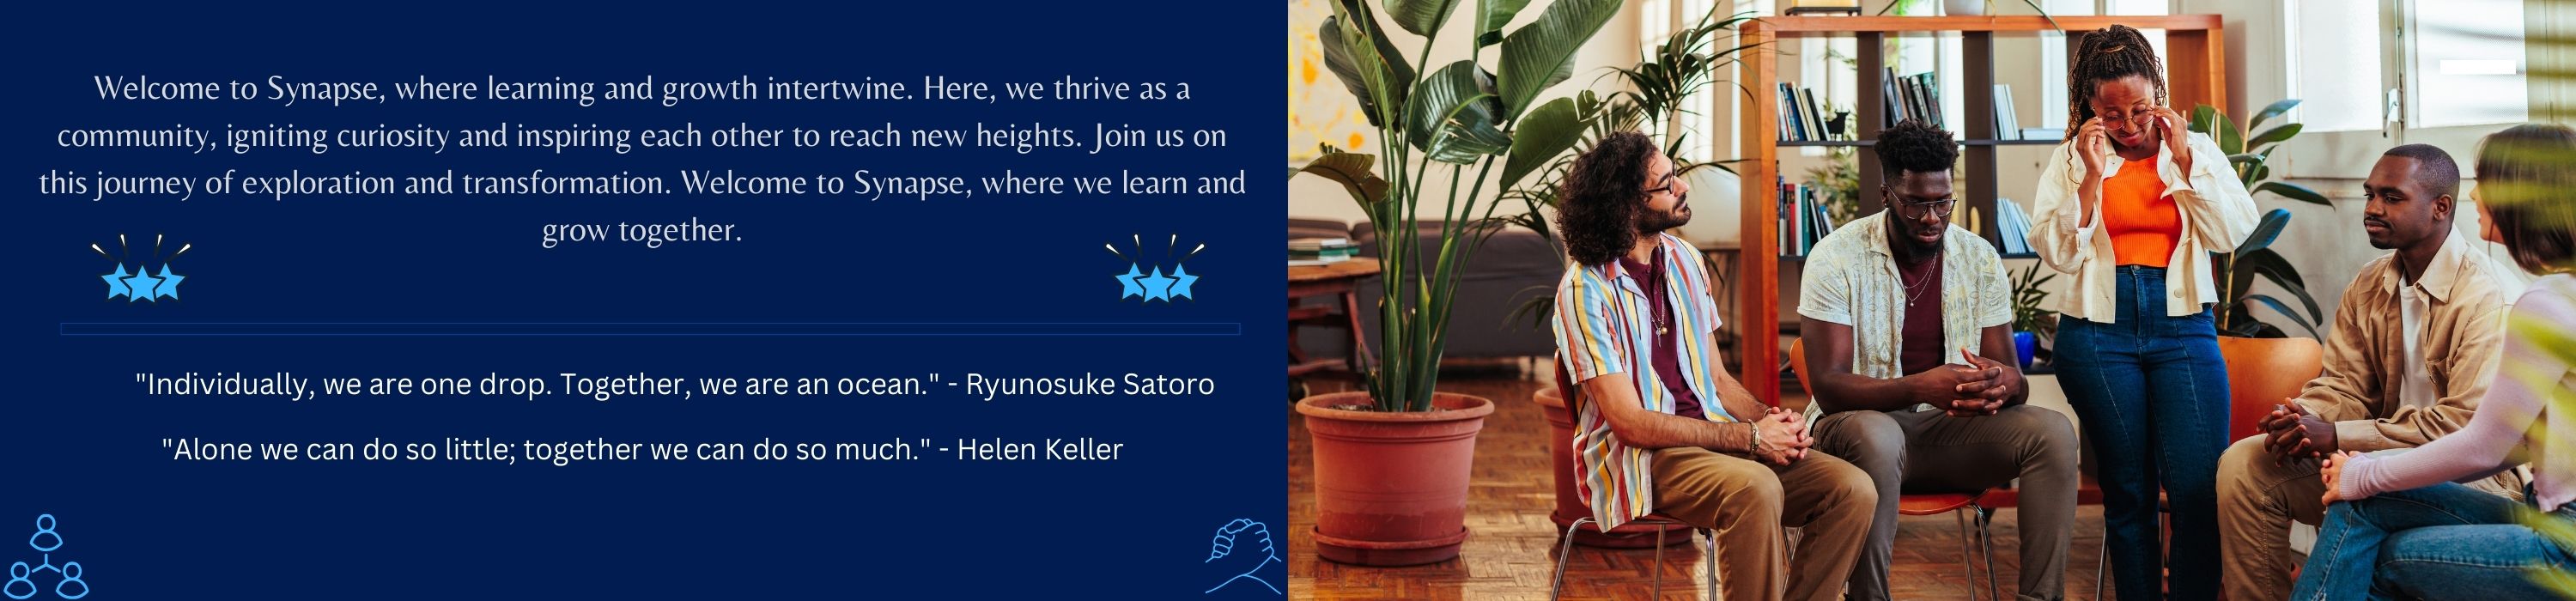 Welcome to Synapse, where learning and growth intertwine. Here, we thrive as a
community, igniting curiosity and inspiring each other to reach new heights. Join us on
this journey of exploration and transformation. Welcome to Synapse, where we learn and
grow together.
"Individually, we are one drop. Together, we are an ocean." - Ryunosuke Satoro
"Alone we can do so little; together we can do so much." - Helen Keller